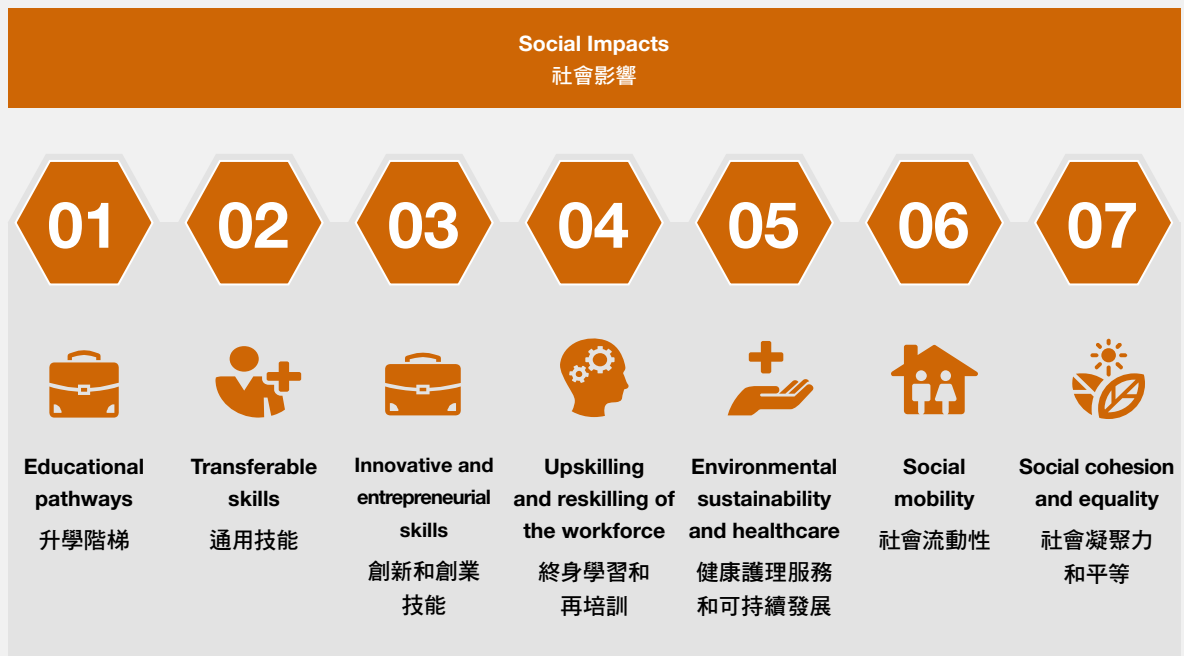 Social Impacts
社會影響
01
02
03
04
05
06
07
Educational
pathways
升學階梯
Transferable
skills
通用技能
Innovative and
entrepreneurial
skills
創新和創業
技能
Upskilling
and reskilling of
the workforce
終身學習和
再培訓
Environmental
sustainability
and healthcare
健康護理服務
和可持續發展
Social
mobility
社會流動性
Social cohesion
and equality
社會凝聚力
和平等